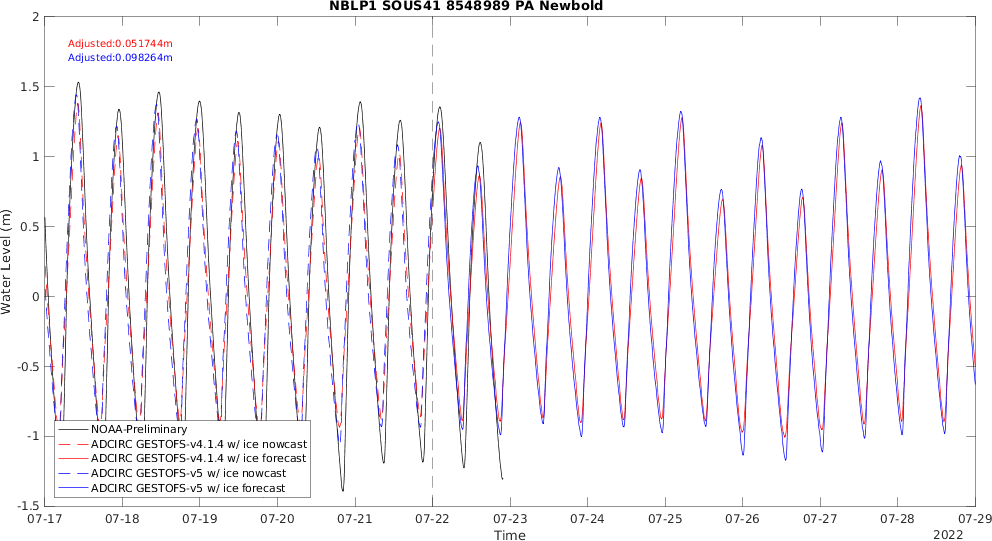 NBLP1 SOUS41 8548989 PA Newbold
Adjusted:0.051744m
Adjusted:0.098264m
Water Level (m)
2
1.5
1
0.5
0
-0.5
-1
-1.5
NOAA-Preliminary
ADCIRC GESTOFS-v4.1.4 w/ ice nowcast
ADCIRC GESTOFS-v4.1.4 w/ ice forecast
ADCIRC GESTOFS-v5 w/ ice nowcast
ADCIRC GESTOFS-v5 w/ ice forecast
07-17 07-18 07-19 07-20 07-21 07-22 07-23 07-24 07-25 07-26 07-27 07-28 07-29
Time
2022